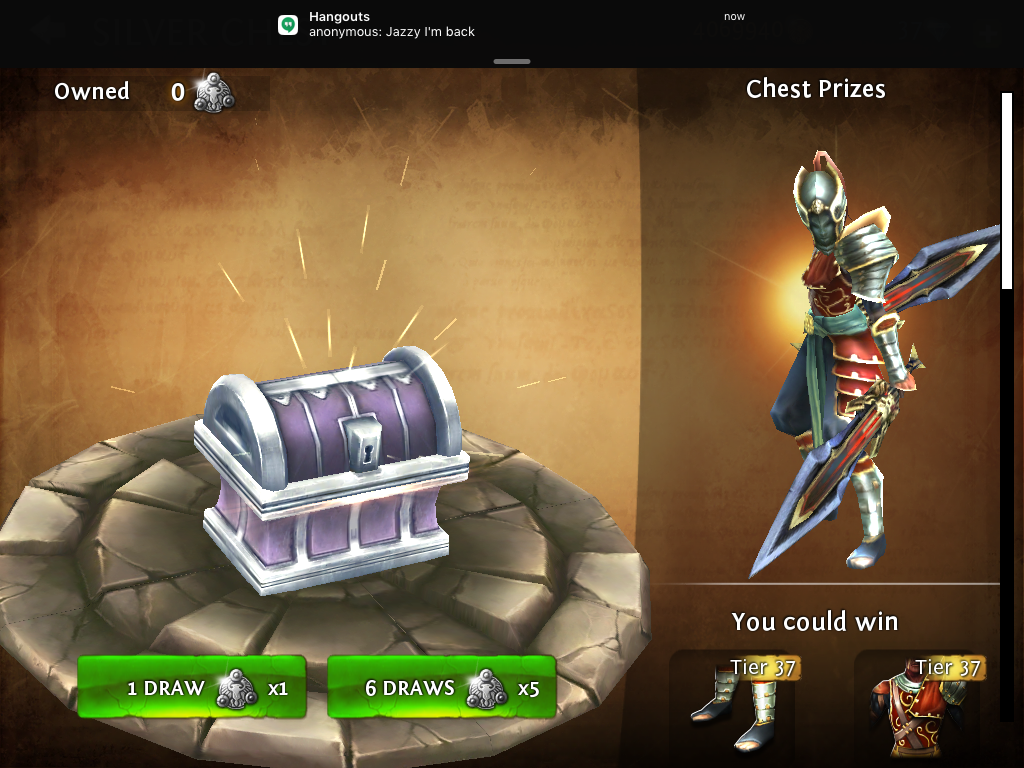 Hangouts
now
anonymous: Jazzy I'm back
Owned 0
Chest Prizes
You could win
Tier 37
Tier 37
1 DRAW x1
6 DRAWS x5